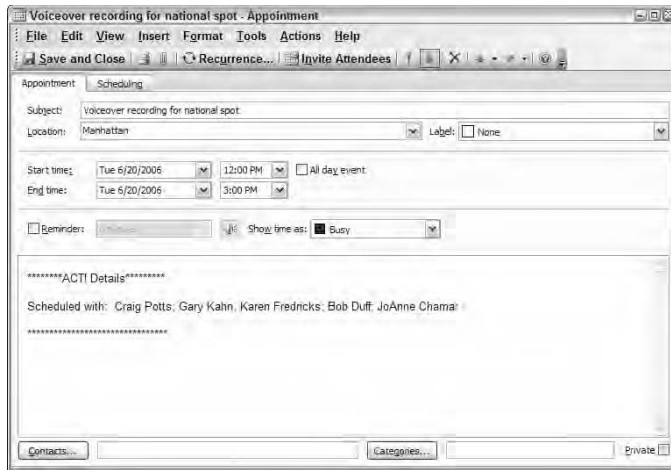 Voiceover recording for national spot - Appointment
File Edit View Insert Format Tools Actions Help
Save and Close Recurrence... Invite Attendees
Appointment Scheduling
Subject: Voiceover recording for national spot
Location: Manhattan Label: None
Start time: Tue 6/20/2006 12:00 PM All day event
End time: Tue 6/20/2006 3:00 PM
Reminder: Show time as: Busy
********ACT! Details*********
Scheduled with: Craig Potts; Gary Kahn; Karen Fredricks; Bob Duff; JoAnne Chamar
********************************
Contacts... Categories... Private